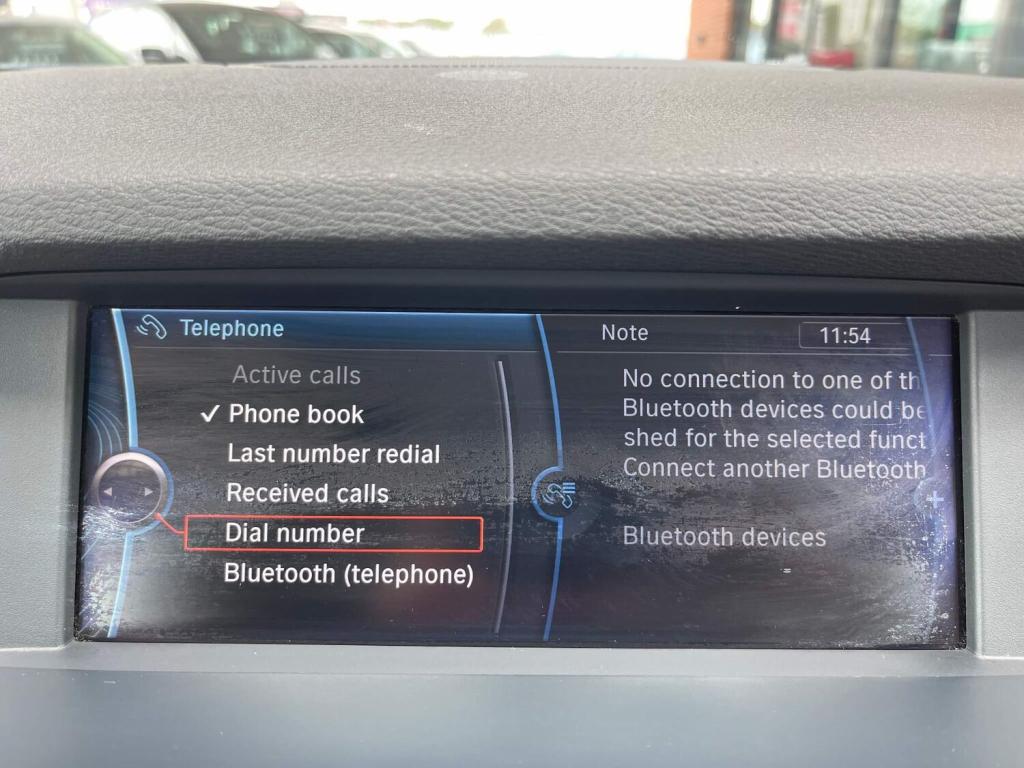 Telephone
Active calls
Phone book
Last number redial
Received calls
Dial number
Bluetooth (telephone)
Note
11:54
No connection to one of th
Bluetooth devices could be
shed for the selected funct
Connect another Bluetooth
Bluetooth devices